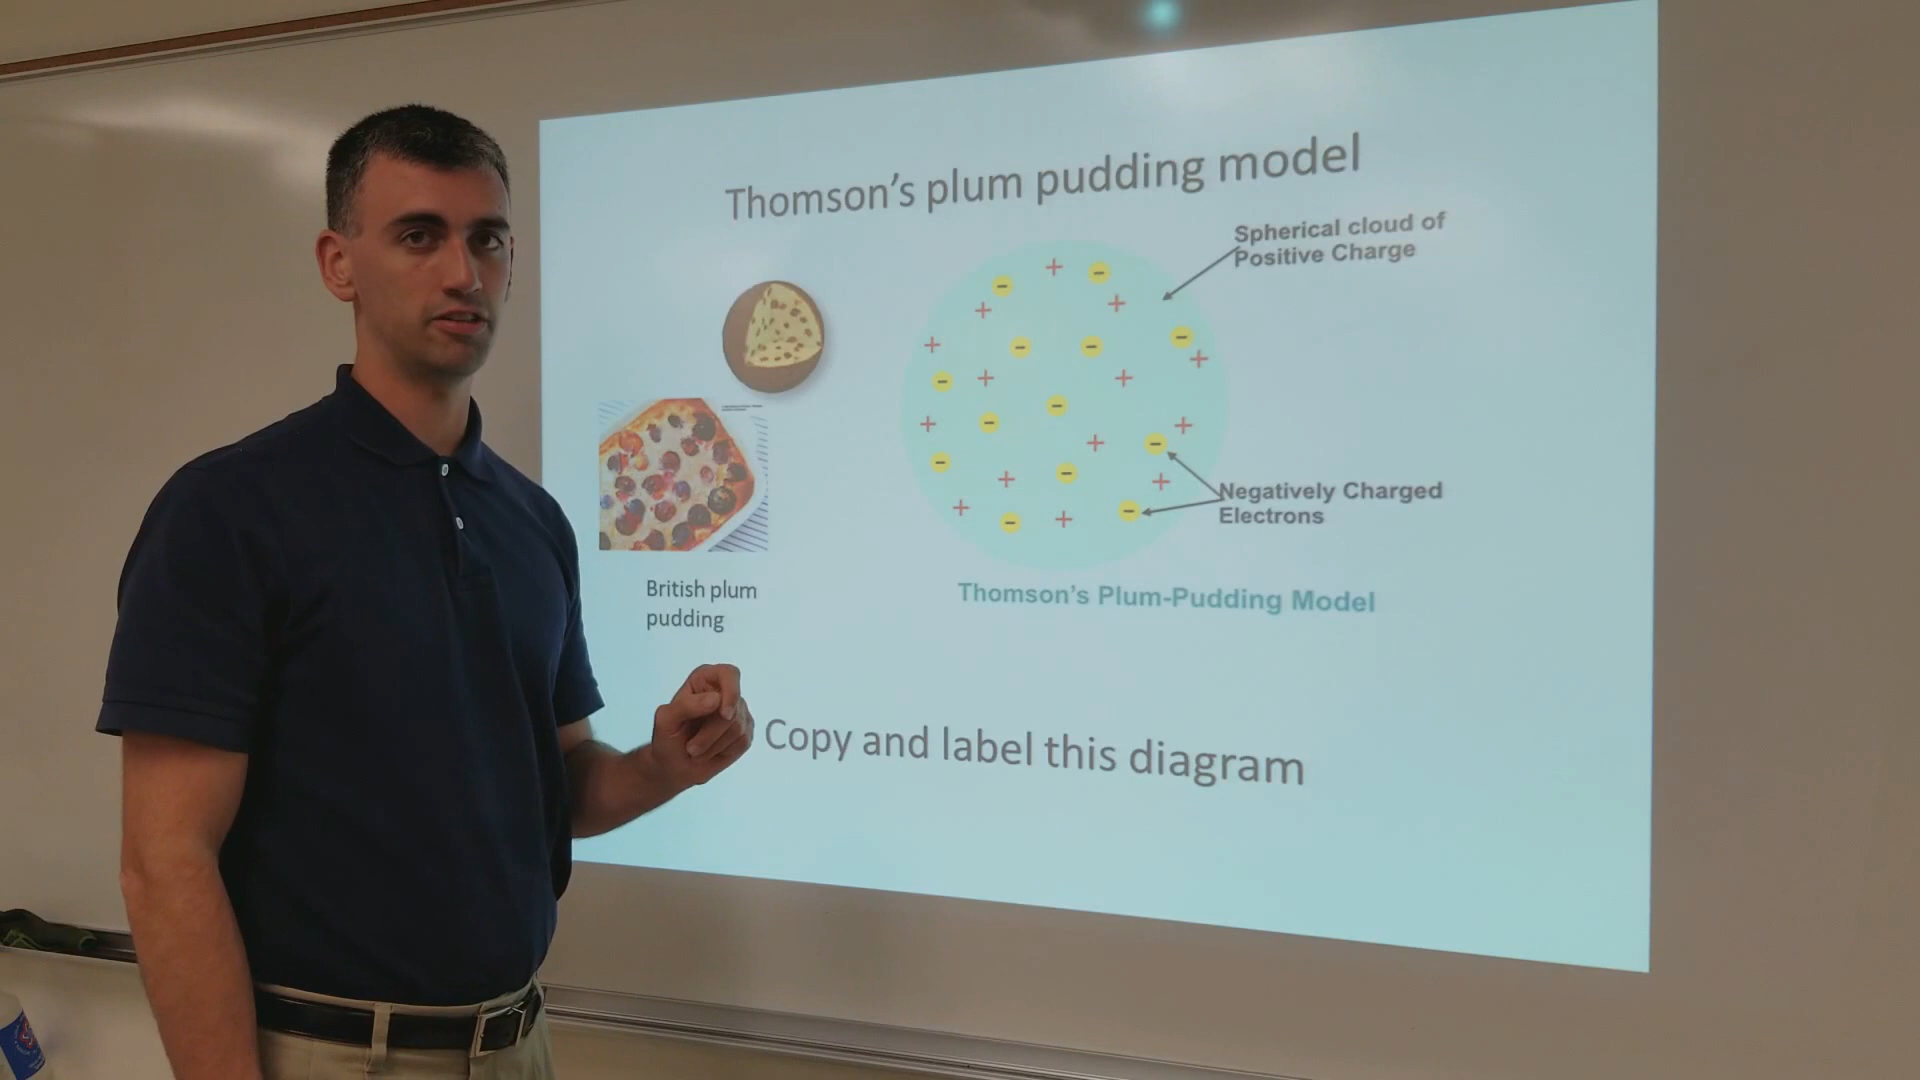 Thomson's plum pudding model
Spherical cloud of
Positive Charge
Negatively Charged
Electrons
Thomson's Plum-Pudding Model
British plum
pudding
Copy and label this diagram